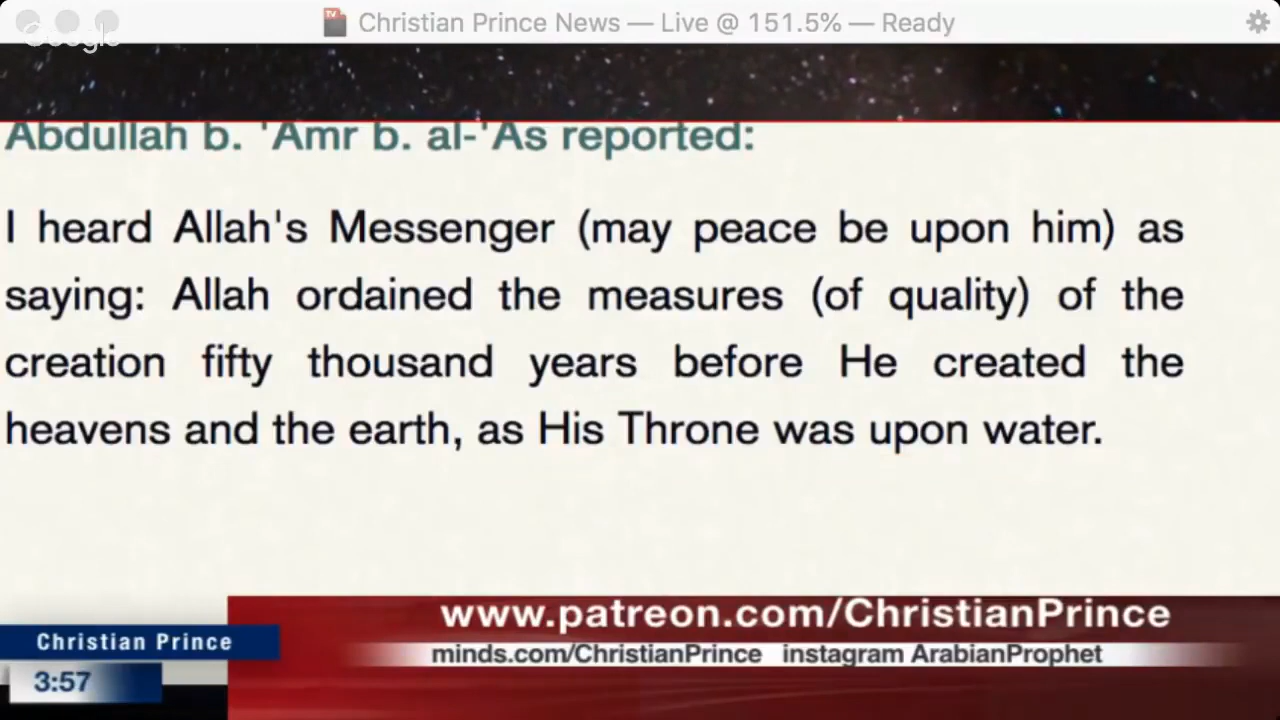 Christian Prince News — Live @ 151.5% — Ready
Google
TV
Abdullah b. 'Amr b. al-'As reported:
I heard Allah's Messenger (may peace be upon him) as
saying: Allah ordained the measures (of quality) of the
creation fifty thousand years before He created the
heavens and the earth, as His Throne was upon water.
www.patreon.com/ChristianPrince
Christian Prince
minds.com/ChristianPrince instagram ArabianProphet
3:57